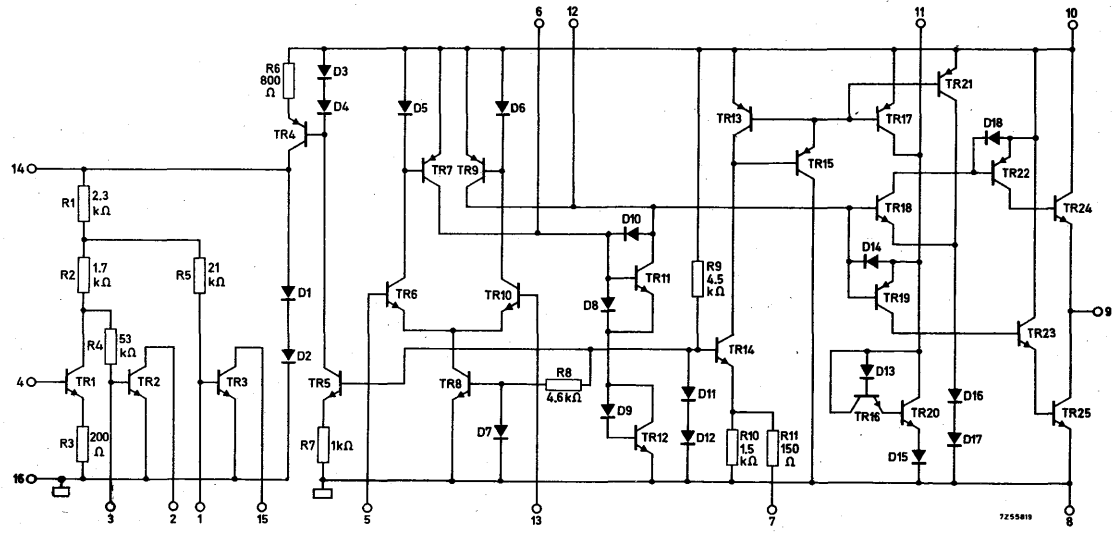 6 12 11 10
R6 800 Ω
D3
D4
D5
D6
TR4
TR7
TR9
TR13
TR15
TR17
TR21
D18
TR22
14
R1 2.3 kΩ
R2 1.7 kΩ
R5 21 kΩ
R4 53 kΩ
D1
D2
D10
TR11
D8
TR6
TR10
R9 4.5 kΩ
TR18
D14
TR19
TR24
9
TR23
TR14
4
TR1
TR2
TR3
TR5
TR8
R8 4.6kΩ
D11
D13
TR16
TR20
D16
TR25
R3 200 Ω
R7 1kΩ
D7
D9
TR12
D12
R10 1.5 kΩ
R11 150 Ω
D15
D17
16
3 2 1 15 5 13 7 8
7Z55819